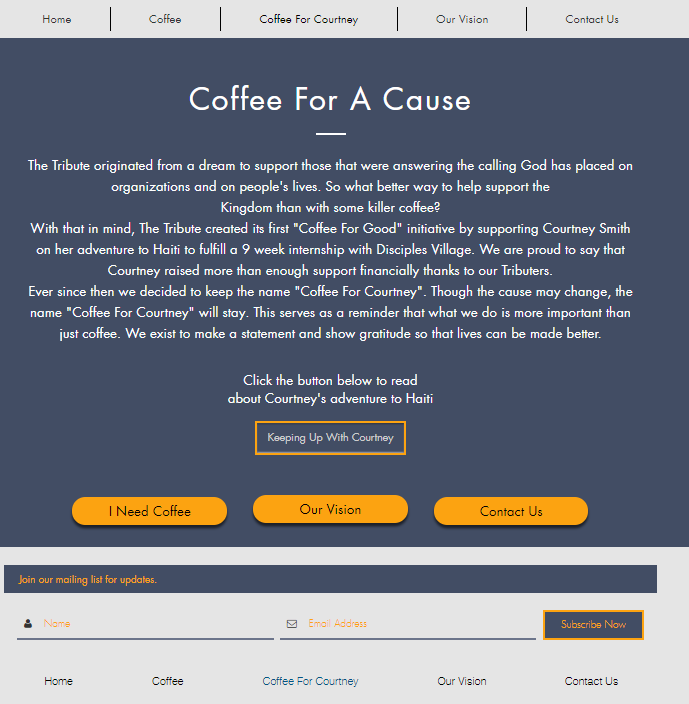 Home Coffee Coffee For Courtney Our Vision Contact Us
Coffee For A Cause
The Tribute originated from a dream to support those that were answering the calling God has placed on
organizations and on people's lives. So what better way to help support the
Kingdom than with some killer coffee?
With that in mind, The Tribute created its first "Coffee For Good" initiative by supporting Courtney Smith
on her adventure to Haiti to fulfill a 9 week internship with Disciples Village. We are proud to say that
Courtney raised more than enough support financially thanks to our Tributers.
Ever since then we decided to keep the name "Coffee For Courtney". Though the cause may change, the
name "Coffee For Courtney" will stay. This serves as a reminder that what we do is more important than
just coffee. We exist to make a statement and show gratitude so that lives can be made better.
Click the button below to read
about Courtney's adventure to Haiti
Keeping Up With Courtney
I Need Coffee Our Vision Contact Us
Join our mailing list for updates.
Name Email Address Subscribe Now
Home Coffee Coffee For Courtney Our Vision Contact Us